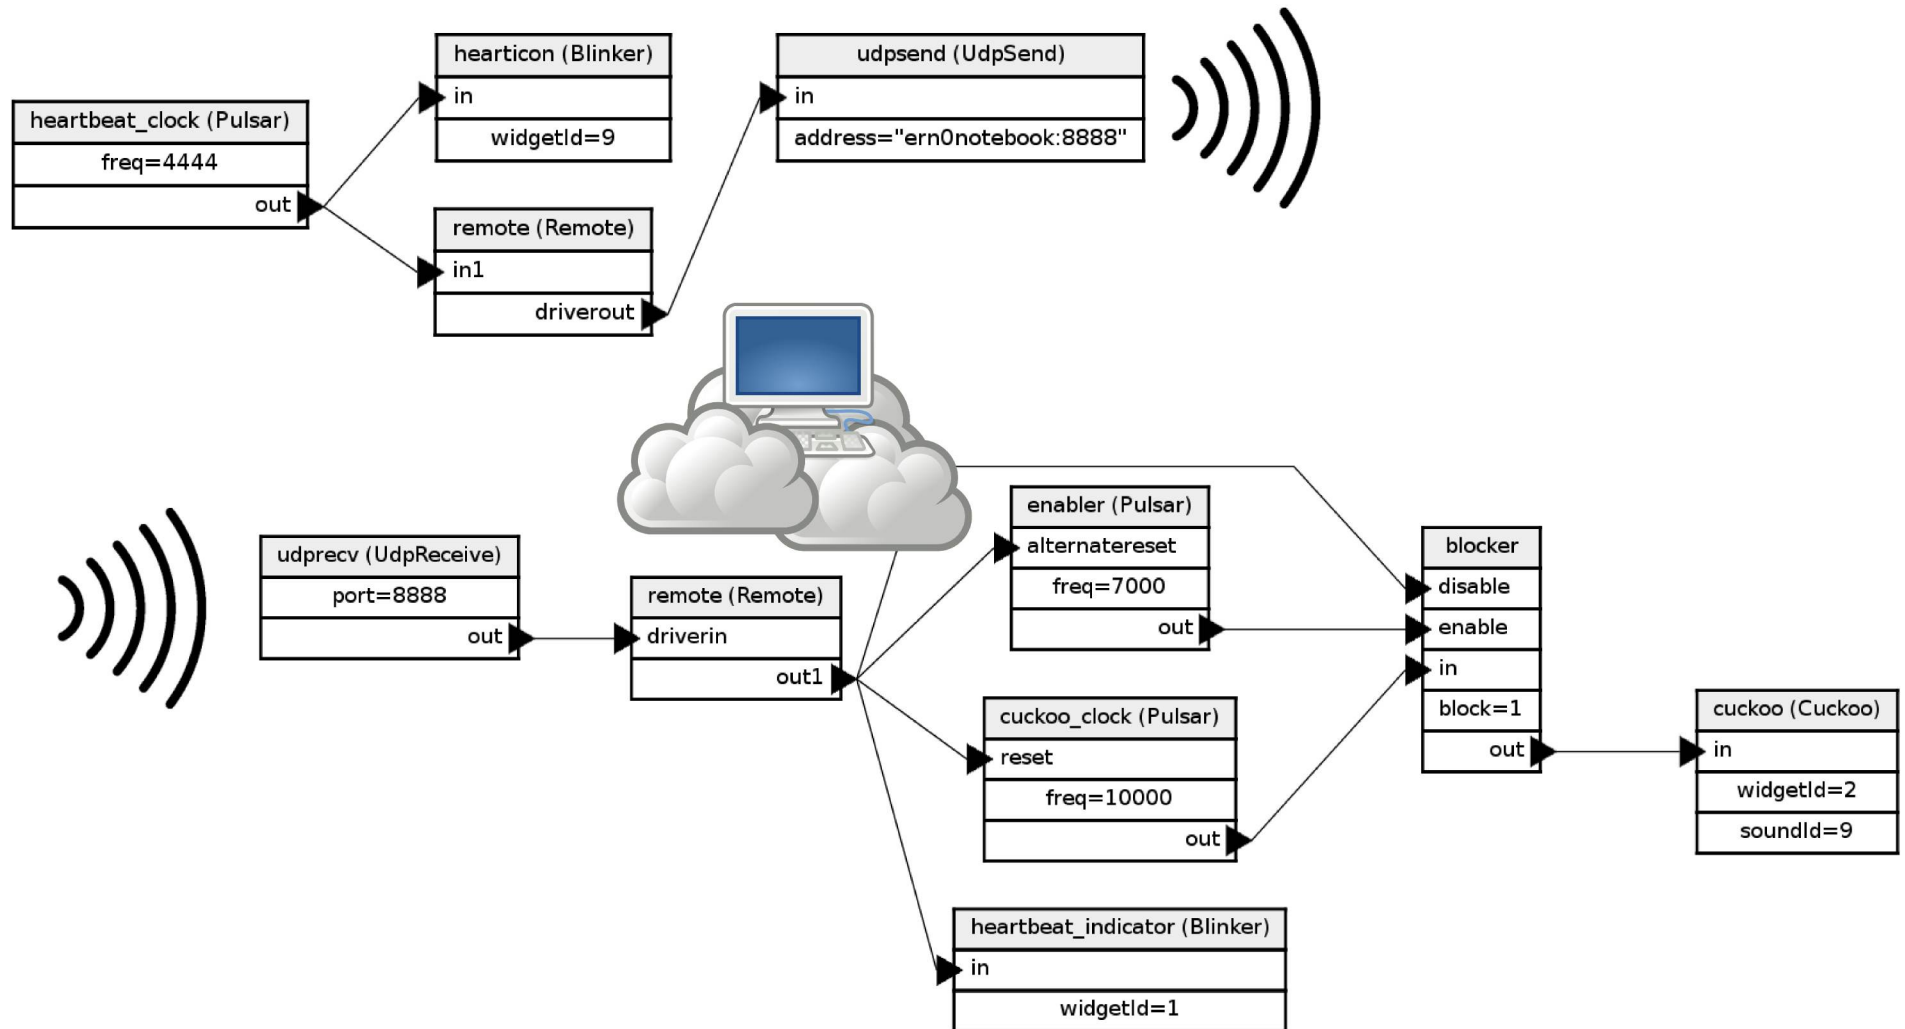 heartbeat_clock (Pulsar)
freq=4444
out
hearticon (Blinker)
in
widgetId=9
remote (Remote)
in1
driverout
udpsend (UdpSend)
in
address="ern0notebook:8888"
udprecv (UdpReceive)
port=8888
out
remote (Remote)
driverin
out1
enabler (Pulsar)
alternatereset
freq=7000
out
cuckoo_clock (Pulsar)
reset
freq=10000
out
heartbeat_indicator (Blinker)
in
widgetId=1
blocker
disable
enable
in
block=1
out
cuckoo (Cuckoo)
in
widgetId=2
soundId=9